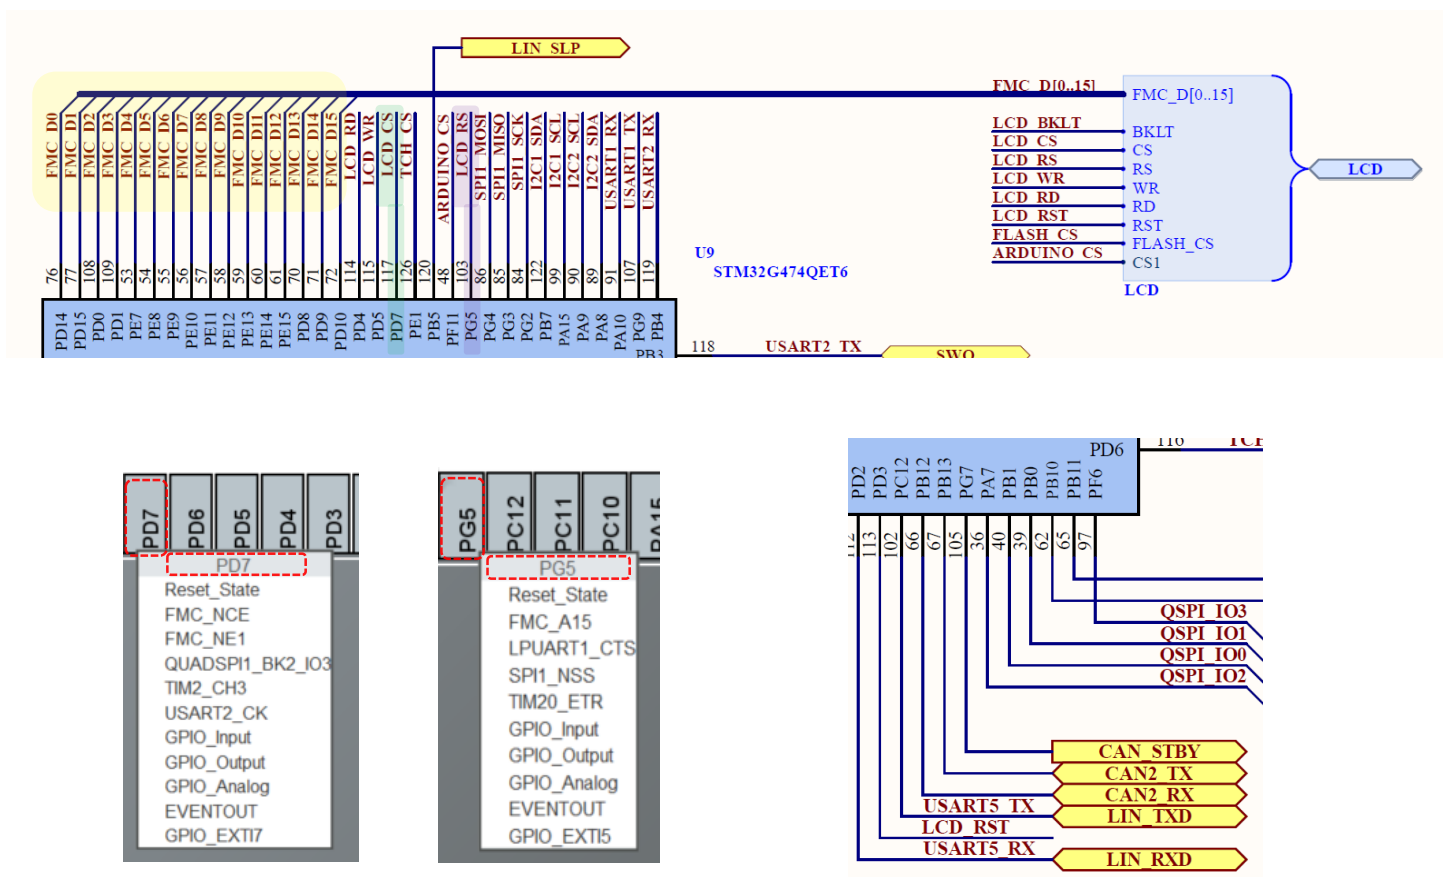 LIN_SLP
FMC_D[0..15]
FMC_D0
FMC_D1
FMC_D2
FMC_D3
FMC_D4
FMC_D5
FMC_D6
FMC_D7
FMC_D8
FMC_D9
FMC_D10
FMC_D11
FMC_D12
FMC_D13
FMC_D14
FMC_D15
LCD_RD
LCD_WR
LCD_CS
TCH_CS
ARDUINO_CS
LCD_RS
SPI1_MOSI
SPI1_MISO
SPI1_SCK
I2C1_SDA
I2C1_SCL
I2C2_SCL
I2C2_SDA
USART1_RX
USART1_TX
USART2_RX
76
77
108
109
53
54
55
56
57
58
59
60
61
70
71
72
114
115
117
126
120
48
103
86
85
84
122
99
90
89
91
107
119
PD14
PD15
PD0
PD1
PE7
PE8
PE9
PE10
PE11
PE12
PE13
PE14
PE15
PD8
PD9
PD10
PD4
PD5
PD7
PE1
PB5
PF11
PG5
PG4
PG3
PG2
PB7
PA15
PA9
PA8
PA10
PG9
PB4
PB3
118
USART2_TX
SWO
U9
STM32G474QET6
LCD_BKLT
LCD_CS
LCD_RS
LCD_WR
LCD_RD
LCD_RST
FLASH_CS
ARDUINO_CS
FMC_D[0..15]
BKLT
CS
RS
WR
RD
RST
FLASH_CS
CS1
LCD
LCD
PD7
PD6
PD5
PD4
PD3
PD7
Reset_State
FMC_NCE
FMC_NE1
QUADSPI1_BK2_IO3
TIM2_CH3
USART2_CK
GPIO_Input
GPIO_Output
GPIO_Analog
EVENTOUT
GPIO_EXTI7
PG5
PC12
PC11
PC10
PA15
PG5
Reset_State
FMC_A15
LPUART1_CTS
SPI1_NSS
TIM20_ETR
GPIO_Input
GPIO_Output
GPIO_Analog
EVENTOUT
GPIO_EXTI5
PD6
116
PD2
PD3
PC12
PB12
PB13
PG7
PA7
PB1
PB0
PB10
PB11
PF6
113
102
66
67
105
36
40
39
62
65
97
QSPI_IO3
QSPI_IO1
QSPI_IO0
QSPI_IO2
CAN_STBY
CAN2_TX
CAN2_RX
USART5_TX
LIN_TXD
LCD_RST
USART5_RX
LIN_RXD